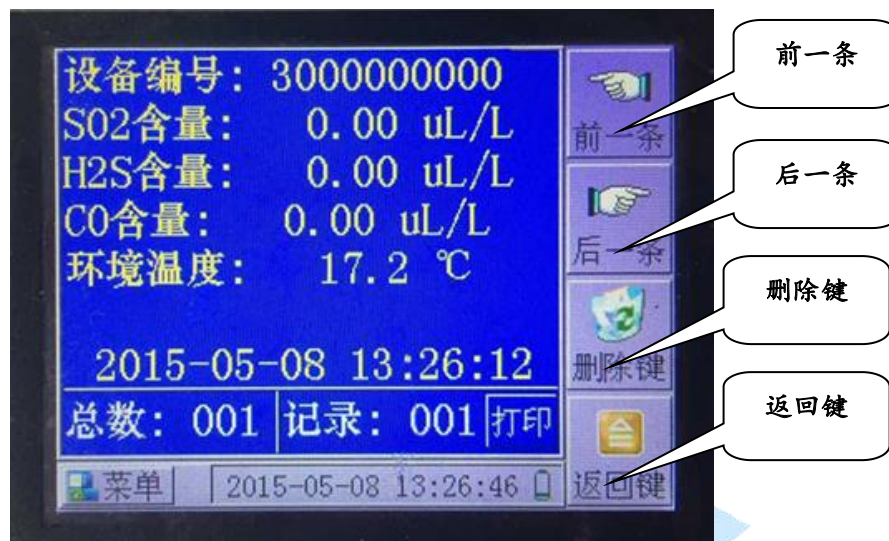 设备编号: 3000000000
SO2含量: 0.00 uL/L
H2S含量: 0.00 uL/L
CO含量: 0.00 uL/L
环境温度: 17.2 ℃
2015-05-08 13:26:12
总数: 001 记录: 001 打印
菜单 2015-05-08 13:26:46
前一条
后一条
删除键
返回键
前一条
后一条
删除键
返回键